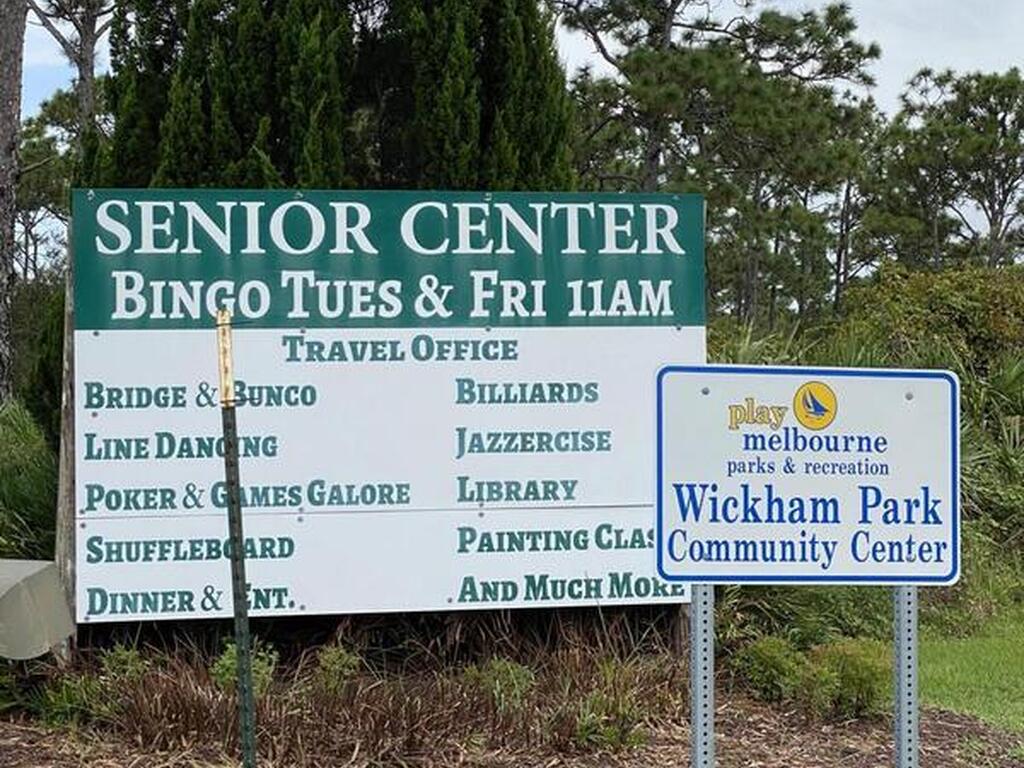 SENIOR CENTER
BINGO TUES & FRI 11AM
TRAVEL OFFICE
BRIDGE & BUNCO
BILLIARDS
LINE DANCING
JAZZERCISE
POKER & GAMES GALORE
LIBRARY
SHUFFLEBOARD
PAINTING CLAS
DINNER & ENT.
AND MUCH MORE
play
melbourne
parks & recreation
Wickham Park
Community Center